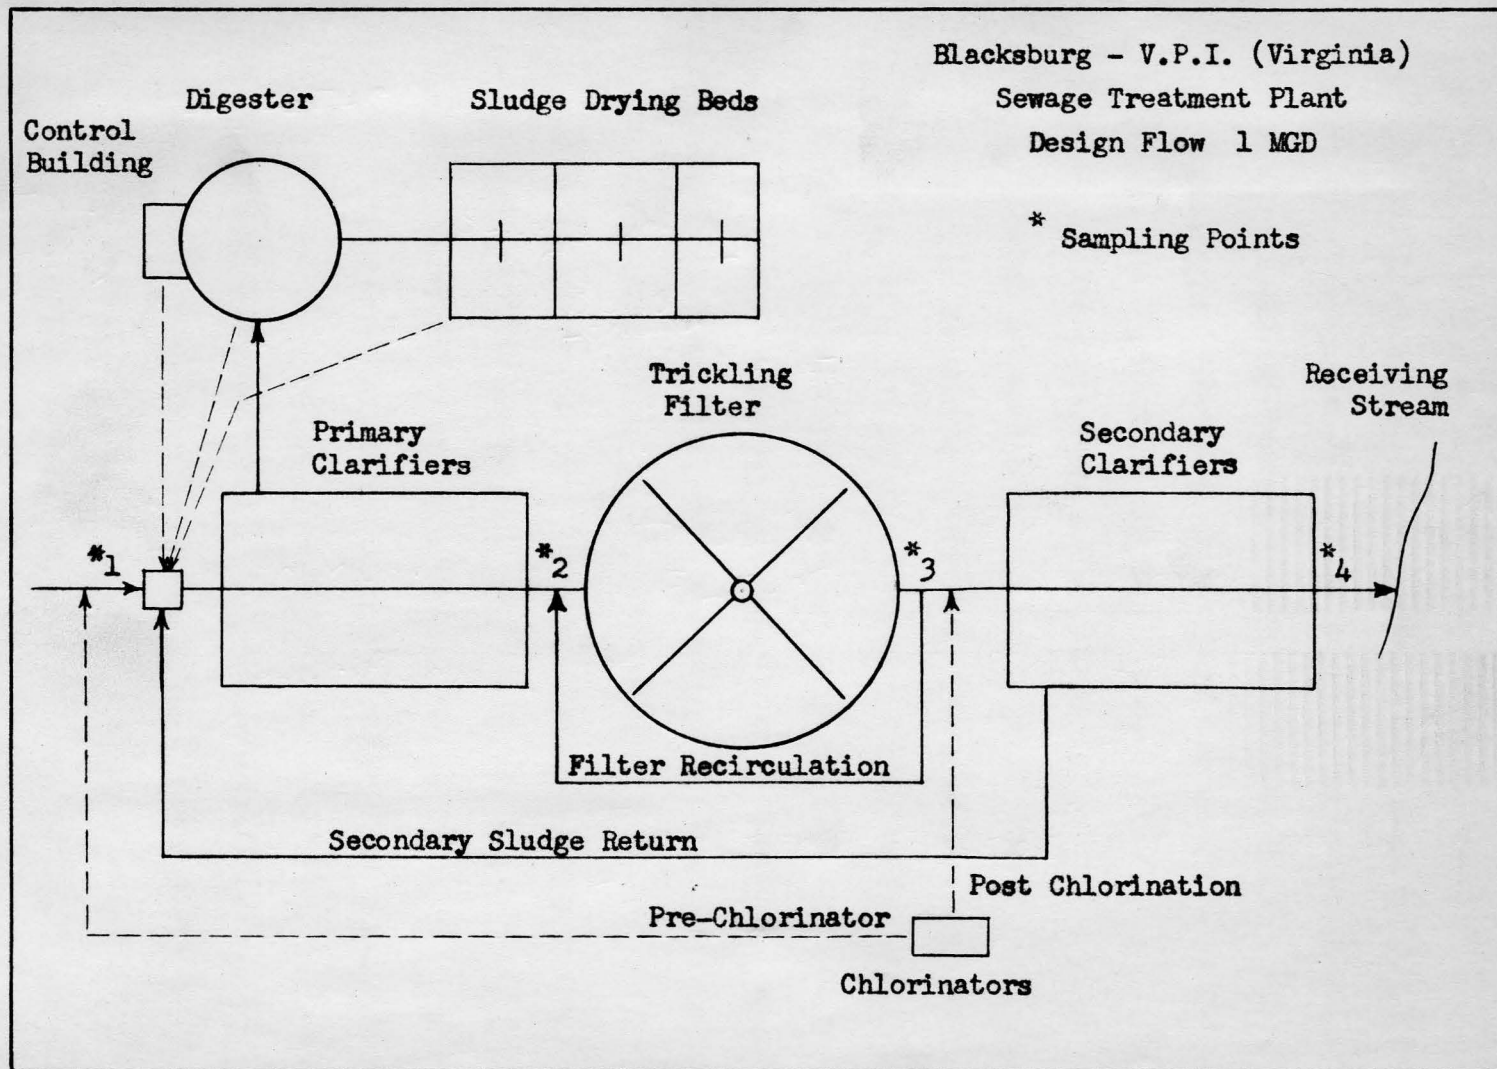 Blacksburg - V.P.I. (Virginia)
Sewage Treatment Plant
Design Flow 1 MGD
* Sampling Points
Digester
Sludge Drying Beds
Control
Building
Trickling
Filter
Receiving
Stream
Primary
Clarifiers
Secondary
Clarifiers
*1
*2
*3
*4
Filter Recirculation
Secondary Sludge Return
Post Chlorination
Pre-Chlorinator
Chlorinators